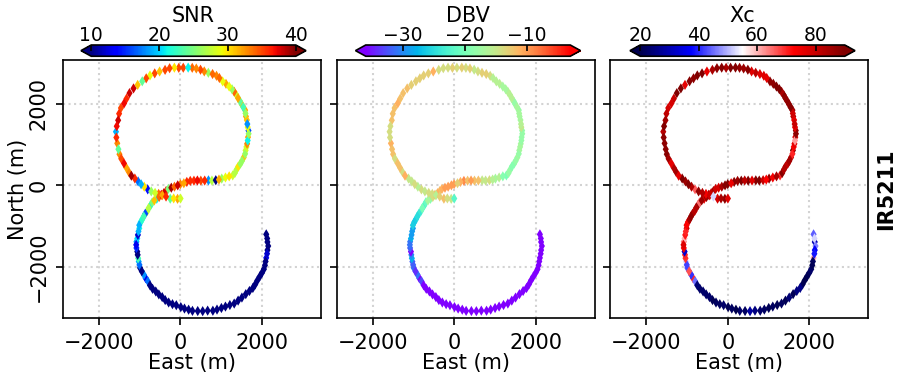 SNR DBV Xc
10 20 30 40 −30 −20 −10 20 40 60 80
2000
0
−2000
North (m)
IR5211
−2000 0 2000 −2000 0 2000 −2000 0 2000
East (m) East (m) East (m)